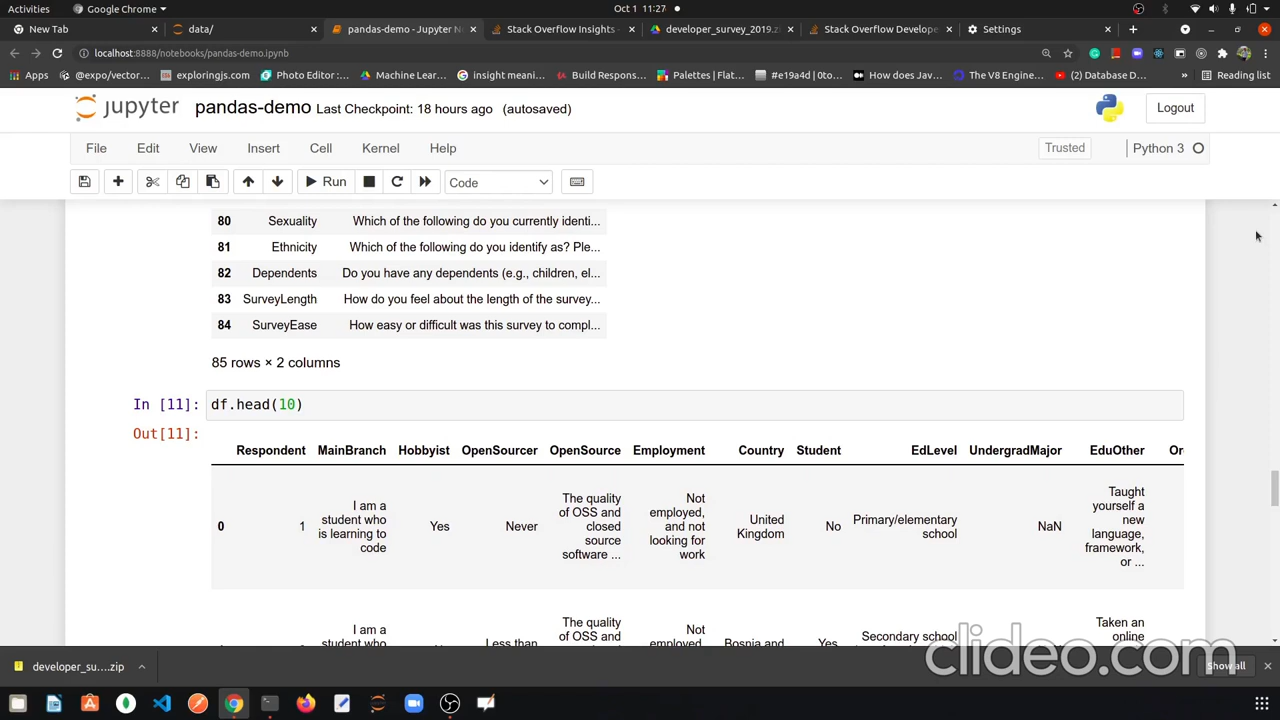 Activities
Google Chrome
Oct 1 11:27
New Tab
data/
pandas-demo - Jupyter N
Stack Overflow Insights -
developer_survey_2019.z
Stack Overflow Develope
Settings
localhost:8888/notebooks/pandas-demo.ipynb
Apps
@expo/vector...
exploringjs.com
Photo Editor :...
Machine Lear...
insight meani...
Build Respons...
Palettes | Flat...
#e19a4d | 0to...
How does Jav...
The V8 Engine...
(2) Database D...
»
Reading list
jupyter
pandas-demo Last Checkpoint: 18 hours ago (autosaved)
Logout
File
Edit
View
Insert
Cell
Kernel
Help
Trusted
Python 3
Run
Code
80 Sexuality Which of the following do you currently identi...
81 Ethnicity Which of the following do you identify as? Ple...
82 Dependents Do you have any dependents (e.g., children, el...
83 SurveyLength How do you feel about the length of the survey...
84 SurveyEase How easy or difficult was this survey to compl...
85 rows × 2 columns
In [11]: df.head(10)
Out[11]:
Respondent MainBranch Hobbyist OpenSourcer OpenSource Employment Country Student EdLevel UndergradMajor EduOther Or
0
1
I am a
student who
is learning to
code
Yes
Never
The quality
of OSS and
closed
source
software ...
Not
employed,
and not
looking for
work
United
Kingdom
No
Primary/elementary
school
NaN
Taught
yourself a
new
language,
framework,
or ...
I am a
student who
Less than
The quality
of OSS and
Not
employed
Bosnia and
Yes
Secondary school
Taken an
online
clideo.com
developer_su....zip
Show all